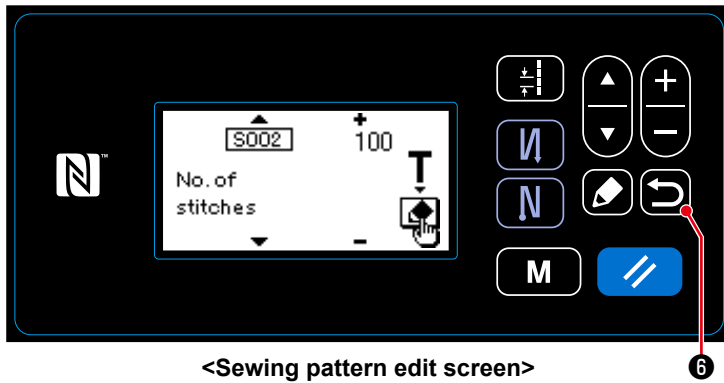 S002
100
No. of
stitches
T
M
<Sewing pattern edit screen>
❻